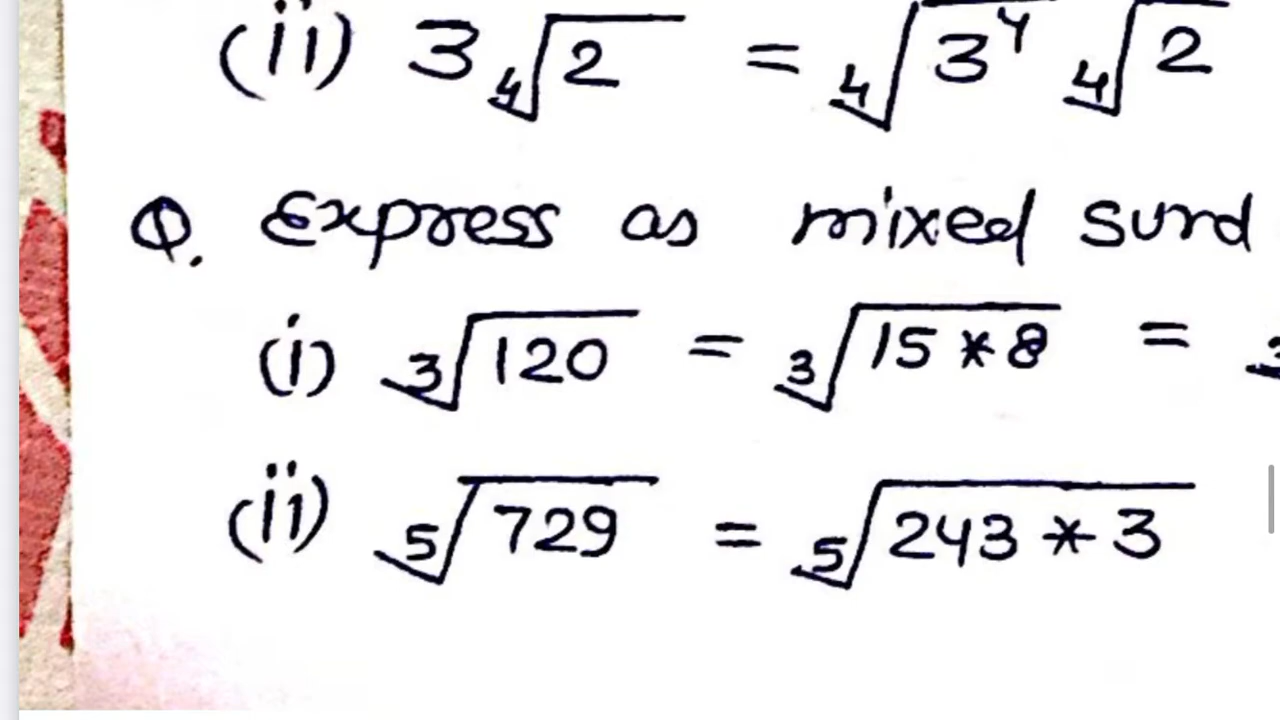 (ii) 3 ∜2 = ∜3⁴ ∜2
Q. Express as mixed surd
(i) ∛120 = ∛15 * 8 =
(ii) ⁵√729 = ⁵√243 * 3